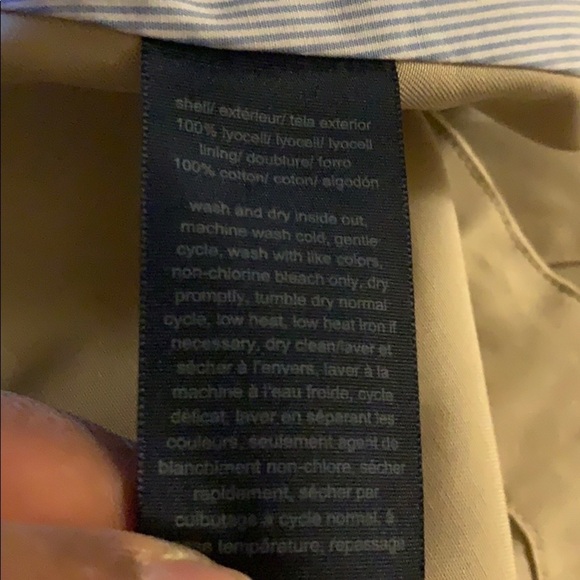 shell/ extérieur/ tela exterior
100% lyocell/ lyocell/ lyocell
lining/ doublure/ forro
100% cotton/ coton/ algodón
wash and dry inside out,
machine wash cold, gentle
cycle, wash with like colors,
non-chlorine bleach only, dry
promptly, tumble dry normal
cycle, low heat, low heat iron if
necessary, dry clean/laver et
sécher à l'envers, laver à la
machine à l'eau froide, cycle
délicat, laver en séparant les
couleurs, seulement agent de
blanchiment non-chlore, sécher
rapidement, sécher par
culbutage à cycle normal, à
température, repassage